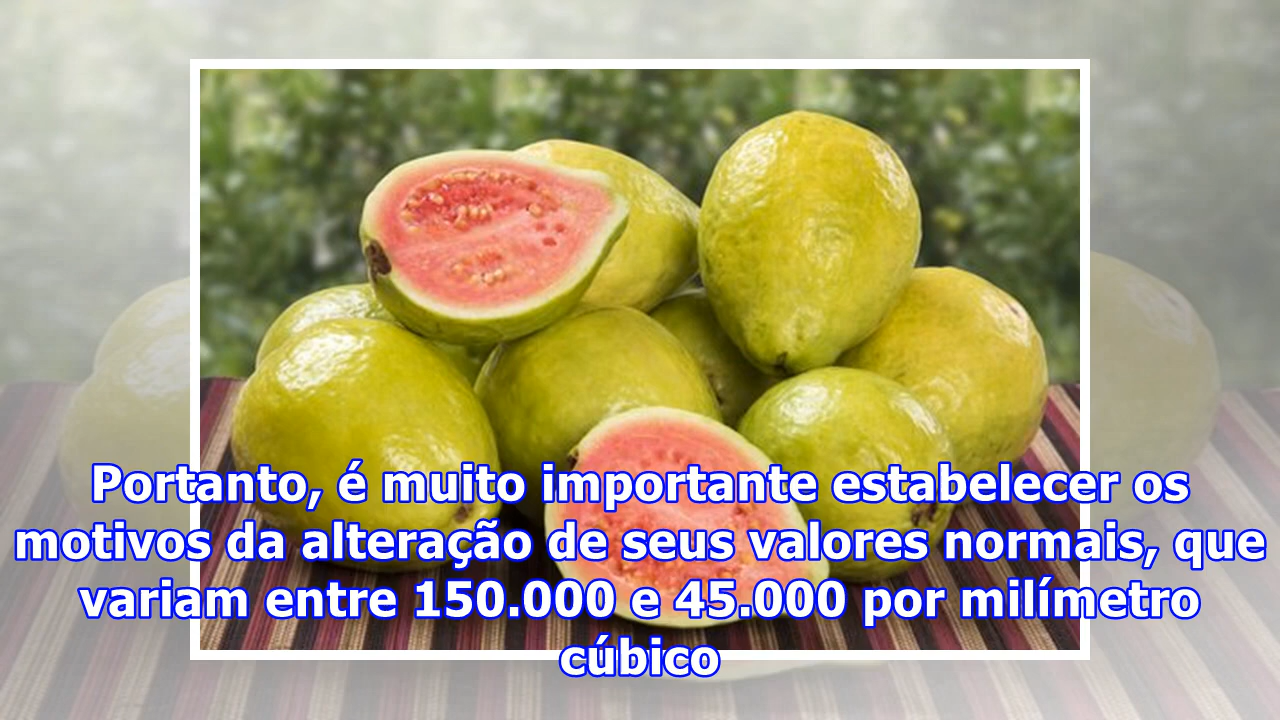 Portanto, é muito importante estabelecer os
motivos da alteração de seus valores normais, que
variam entre 150.000 e 45.000 por milímetro
cúbico